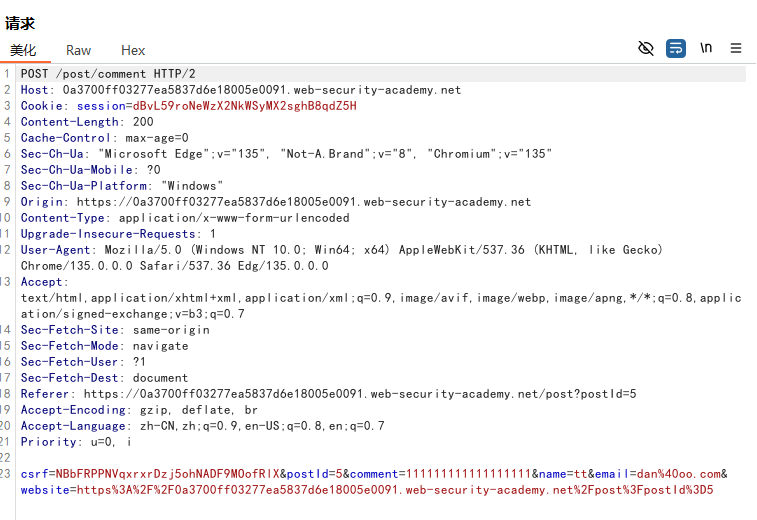 请求
美化 Raw Hex \n
1 POST /post/comment HTTP/2
2 Host: 0a3700ff03277ea5837d6e18005e0091.web-security-academy.net
3 Cookie: session=dBvL59roNeWzX2NkWSyMX2sghB8qdZ5H
4 Content-Length: 200
5 Cache-Control: max-age=0
6 Sec-Ch-Ua: "Microsoft Edge";v="135", "Not-A.Brand";v="8", "Chromium";v="135"
7 Sec-Ch-Ua-Mobile: ?0
8 Sec-Ch-Ua-Platform: "Windows"
9 Origin: https://0a3700ff03277ea5837d6e18005e0091.web-security-academy.net
10 Content-Type: application/x-www-form-urlencoded
11 Upgrade-Insecure-Requests: 1
12 User-Agent: Mozilla/5.0 (Windows NT 10.0; Win64; x64) AppleWebKit/537.36 (KHTML, like Gecko)
Chrome/135.0.0.0 Safari/537.36 Edg/135.0.0.0
13 Accept:
text/html,application/xhtml+xml,application/xml;q=0.9,image/avif,image/webp,image/apng,*/*;q=0.8,applic
ation/signed-exchange;v=b3;q=0.7
14 Sec-Fetch-Site: same-origin
15 Sec-Fetch-Mode: navigate
16 Sec-Fetch-User: ?1
17 Sec-Fetch-Dest: document
18 Referer: https://0a3700ff03277ea5837d6e18005e0091.web-security-academy.net/post?postId=5
19 Accept-Encoding: gzip, deflate, br
20 Accept-Language: zh-CN,zh;q=0.9,en-US;q=0.8,en;q=0.7
21 Priority: u=0, i
22
23 csrf=NBbFRPPNVqxrxrDzj5ohNADF9MOofRlX&postId=5&comment=111111111111111111&name=tt&email=dan%40oo.com&
website=https%3A%2F%2F0a3700ff03277ea5837d6e18005e0091.web-security-academy.net%2Fpost%3FpostId%3D5